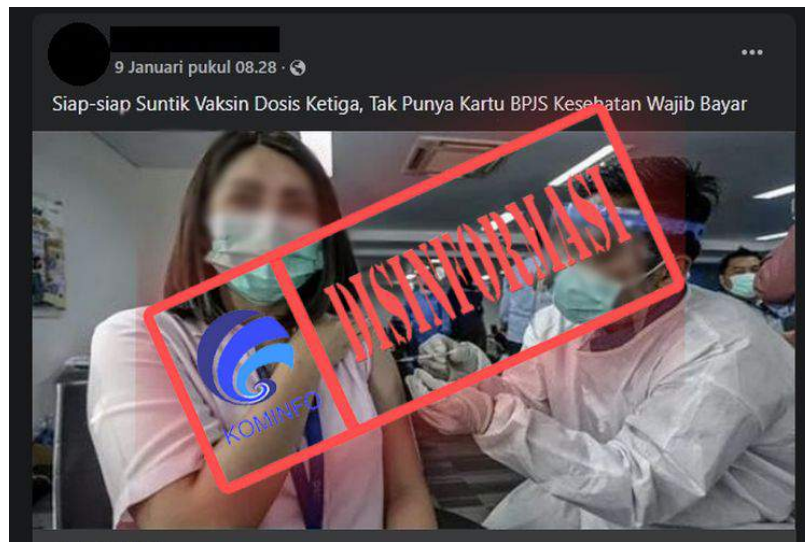 9 Januari pukul 08.28 ·
Siap-siap Suntik Vaksin Dosis Ketiga, Tak Punya Kartu BPJS Kesehatan Wajib Bayar
DISINFORMASI
KOMINFO